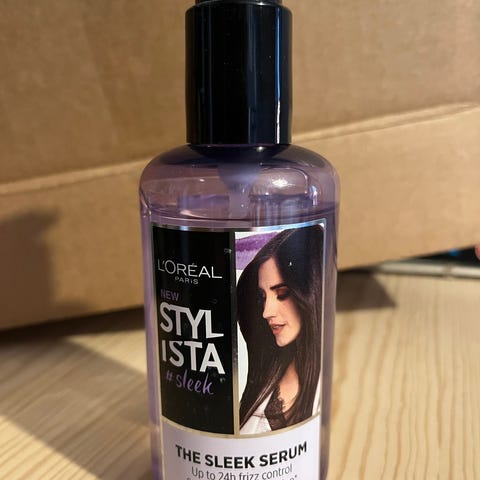 L'ORÉAL
PARIS
NEW
STYL
ISTA
#sleek
THE SLEEK SERUM
Up to 24h frizz control